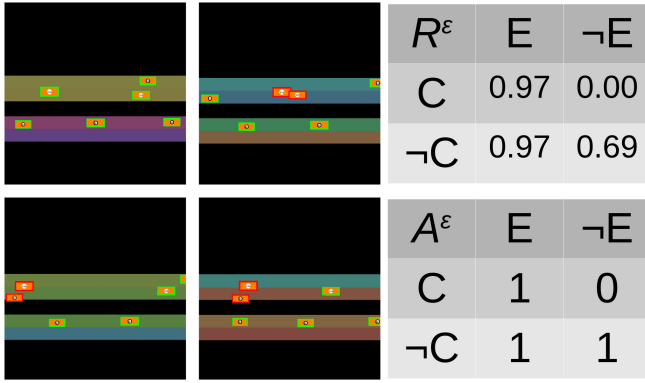 Rᵋ E ¬E
C 0.97 0.00
¬C 0.97 0.69
Aᵋ E ¬E
C 1 0
¬C 1 1